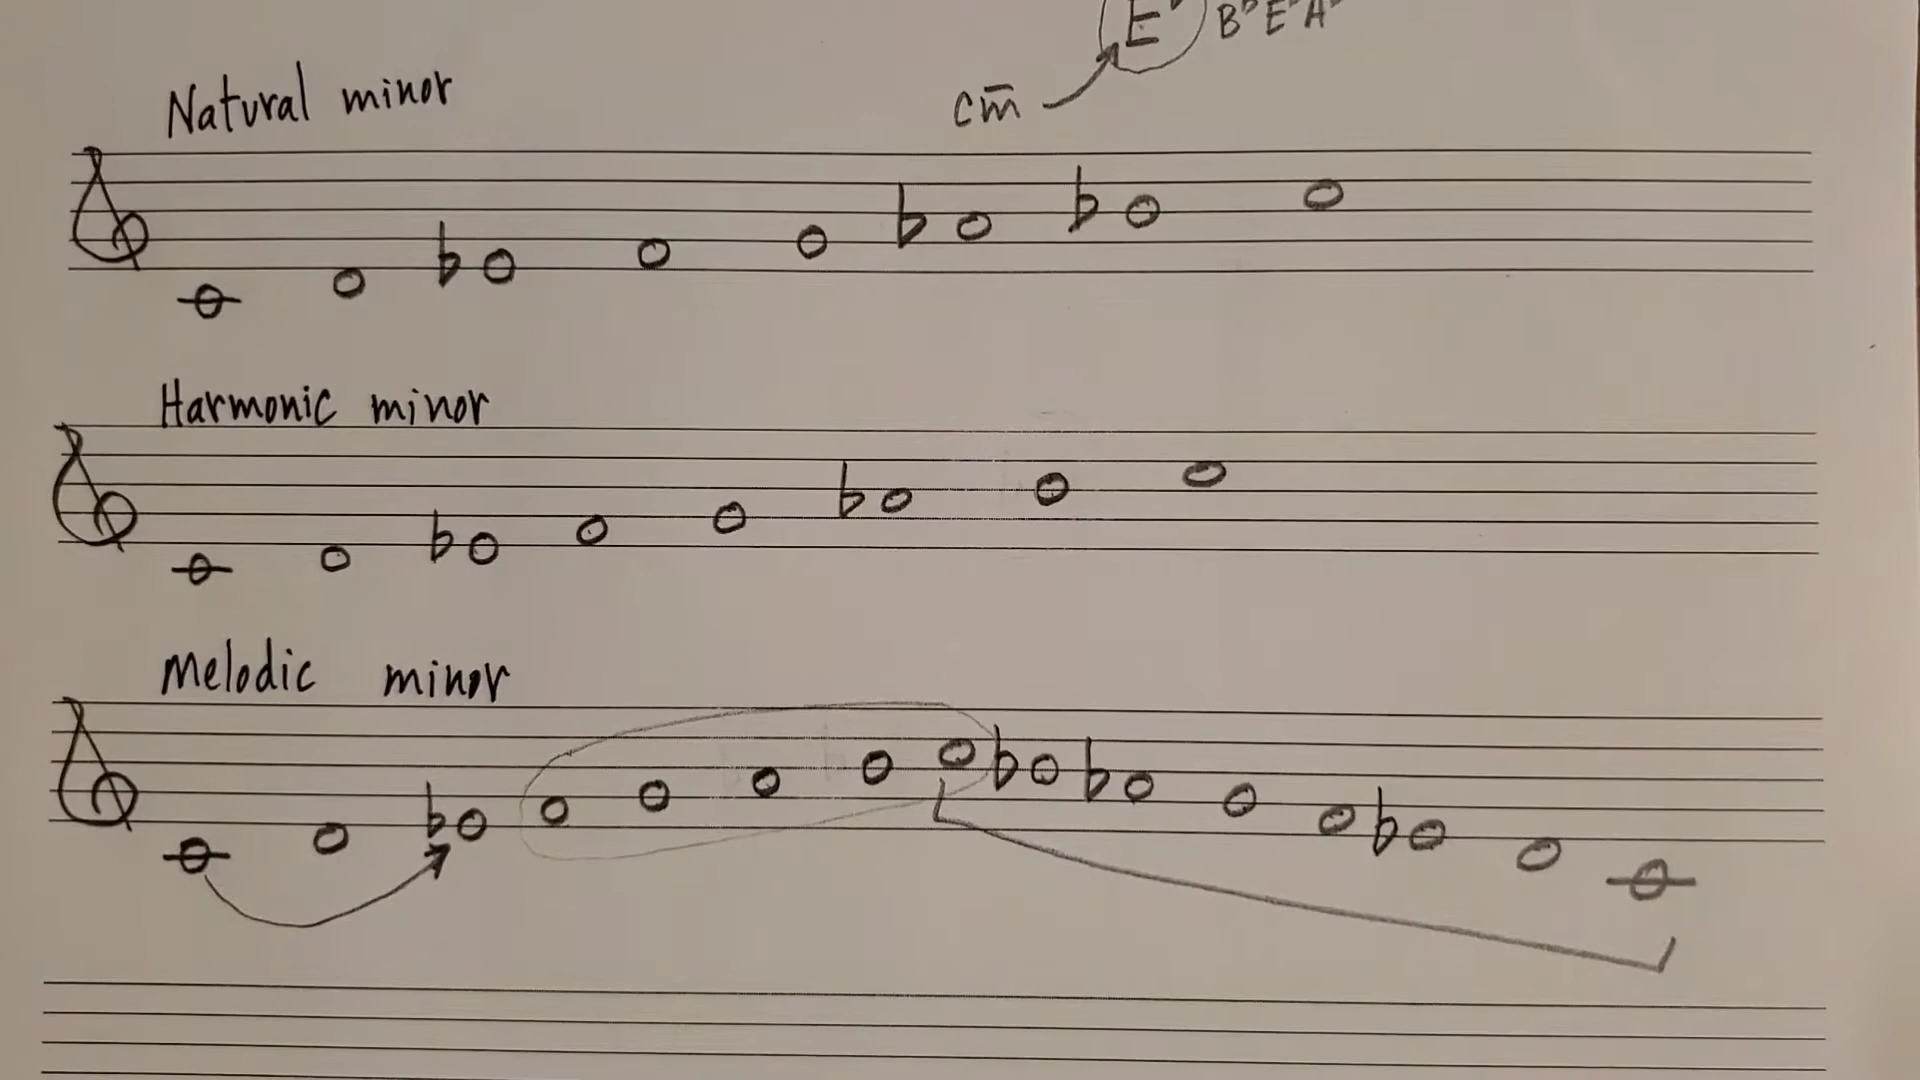 E♭ B♭ E♭ A♭
Natural minor
cm̄
Harmonic minor
Melodic minor